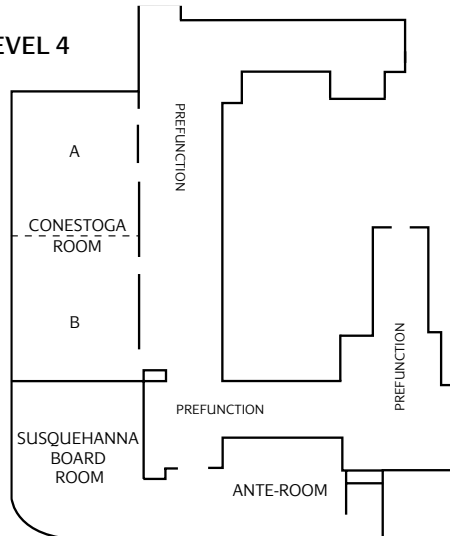 EVEL 4
PREFUNCTION
A
CONESTOGA
ROOM
B
PREFUNCTION
PREFUNCTION
SUSQUEHANNA
BOARD
ROOM
ANTE-ROOM